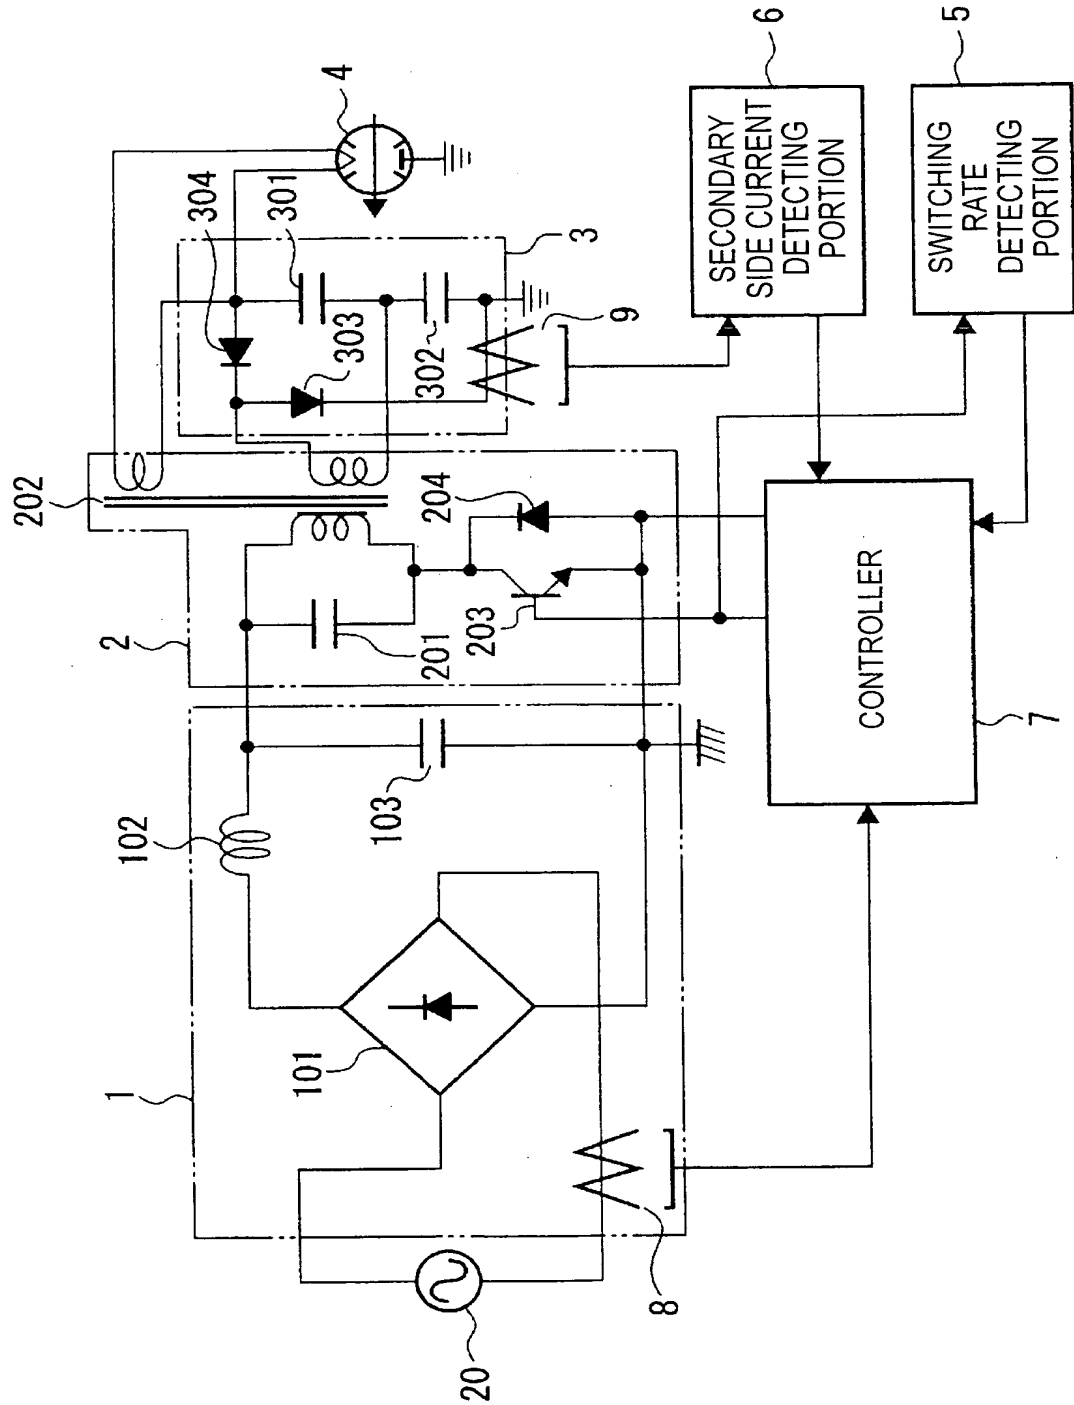 1
2
202
3
4
304
301
303
302
9
204
203
201
102
103
101
20
8
SECONDARY
SIDE CURRENT
DETECTING
PORTION
6
SWITCHING
RATE
DETECTING
PORTION
5
CONTROLLER
7